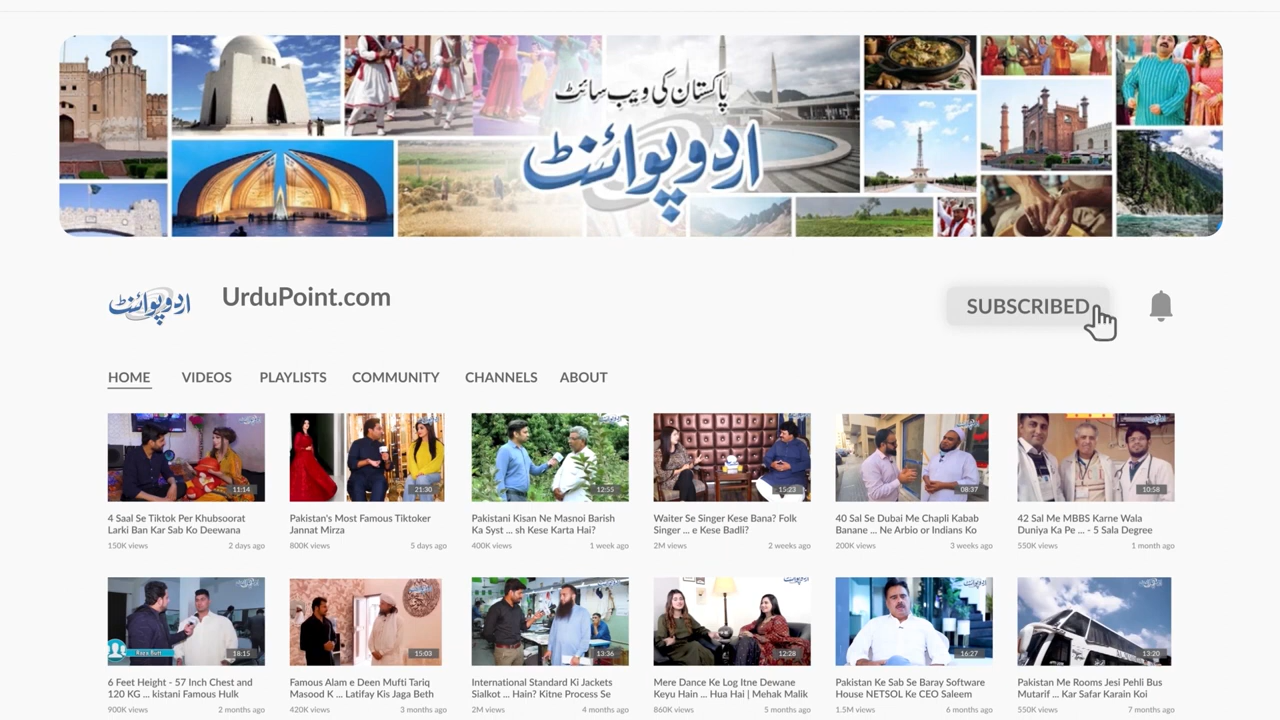 پاکستان کی ویب سائٹ
اردو پوائنٹ
اردو پوائنٹ
UrduPoint.com
SUBSCRIBED
HOME VIDEOS PLAYLISTS COMMUNITY CHANNELS ABOUT
11:14 21:30 12:55 15:23 08:37 10:58
4 Saal Se Tiktok Per Khubsoorat
Larki Ban Kar Sab Ko Deewana
150K views 2 days ago
Pakistan's Most Famous Tiktoker
Jannat Mirza
800K views 5 days ago
Pakistani Kisan Ne Masnoi Barish
Ka Syst ... sh Kese Karta Hai?
400K views 1 week ago
Waiter Se Singer Kese Bana? Folk
Singer ... e Kese Badli?
2M views 2 weeks ago
40 Sal Se Dubai Me Chapli Kabab
Banane ... Ne Arbio or Indians Ko
200K views 3 weeks ago
42 Sal Me MBBS Karne Wala
Duniya Ka Pe ... - 5 Sala Degree
550K views 1 month ago
Raza Butt
18:15 15:03 13:36 12:28 16:27 13:20
6 Feet Height - 57 Inch Chest and
120 KG ... kistani Famous Hulk
900K views 2 months ago
Famous Alam e Deen Mufti Tariq
Masood K ... Latifay Kis Jaga Beth
420K views 3 months ago
International Standard Ki Jackets
Sialkot ... Hain? Kitne Process Se
2M views 4 months ago
Mere Dance Ke Log Itne Dewane
Keyu Hain ... Hua Hai | Mehak Malik
860K views 5 months ago
Pakistan Ke Sab Se Baray Software
House NETSOL Ke CEO Saleem
1.5M views 6 months ago
Pakistan Me Rooms Jesi Pehli Bus
Mutarif ... Kar Safar Karain Koi
550K views 7 months ago